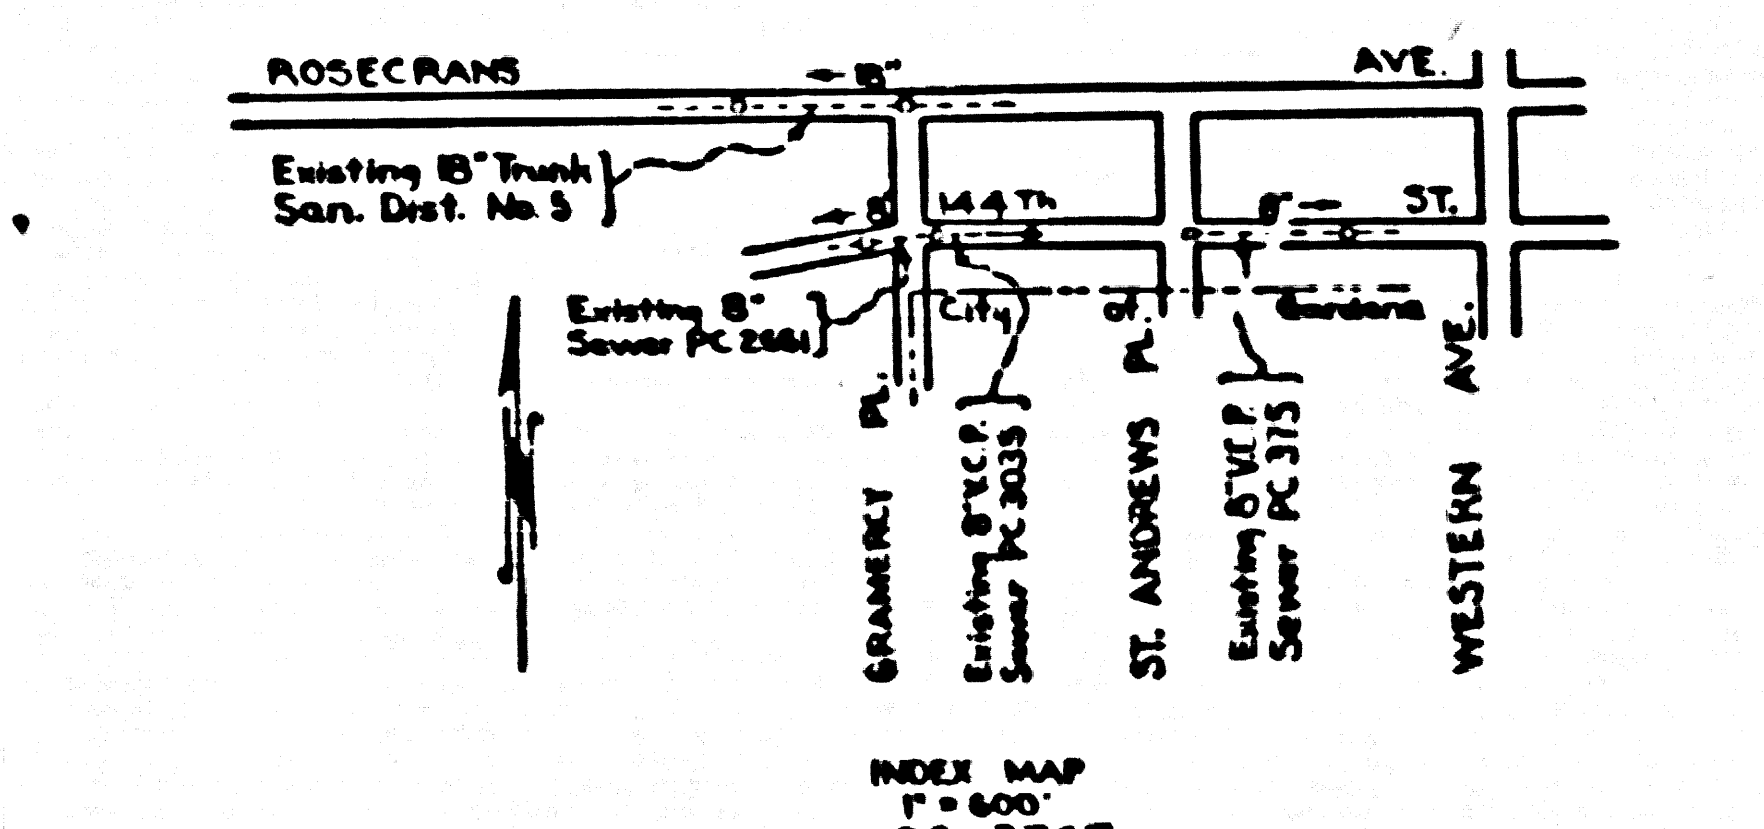 ROSECRANS
← 18"
AVE.
Existing 18" Trunk
San. Dist. No. 5
← 8"
144 Th
8" →
ST.
Existing 8"
Sewer PC 2661
City of Gardena
GRAMERCY PL.
Existing 8" V.C.P.
Sewer PC 3035
ST. ANDREWS PL.
Existing 8" V.C.P.
Sewer PC 375
WESTERN AVE.
INDEX MAP
1" = 600'